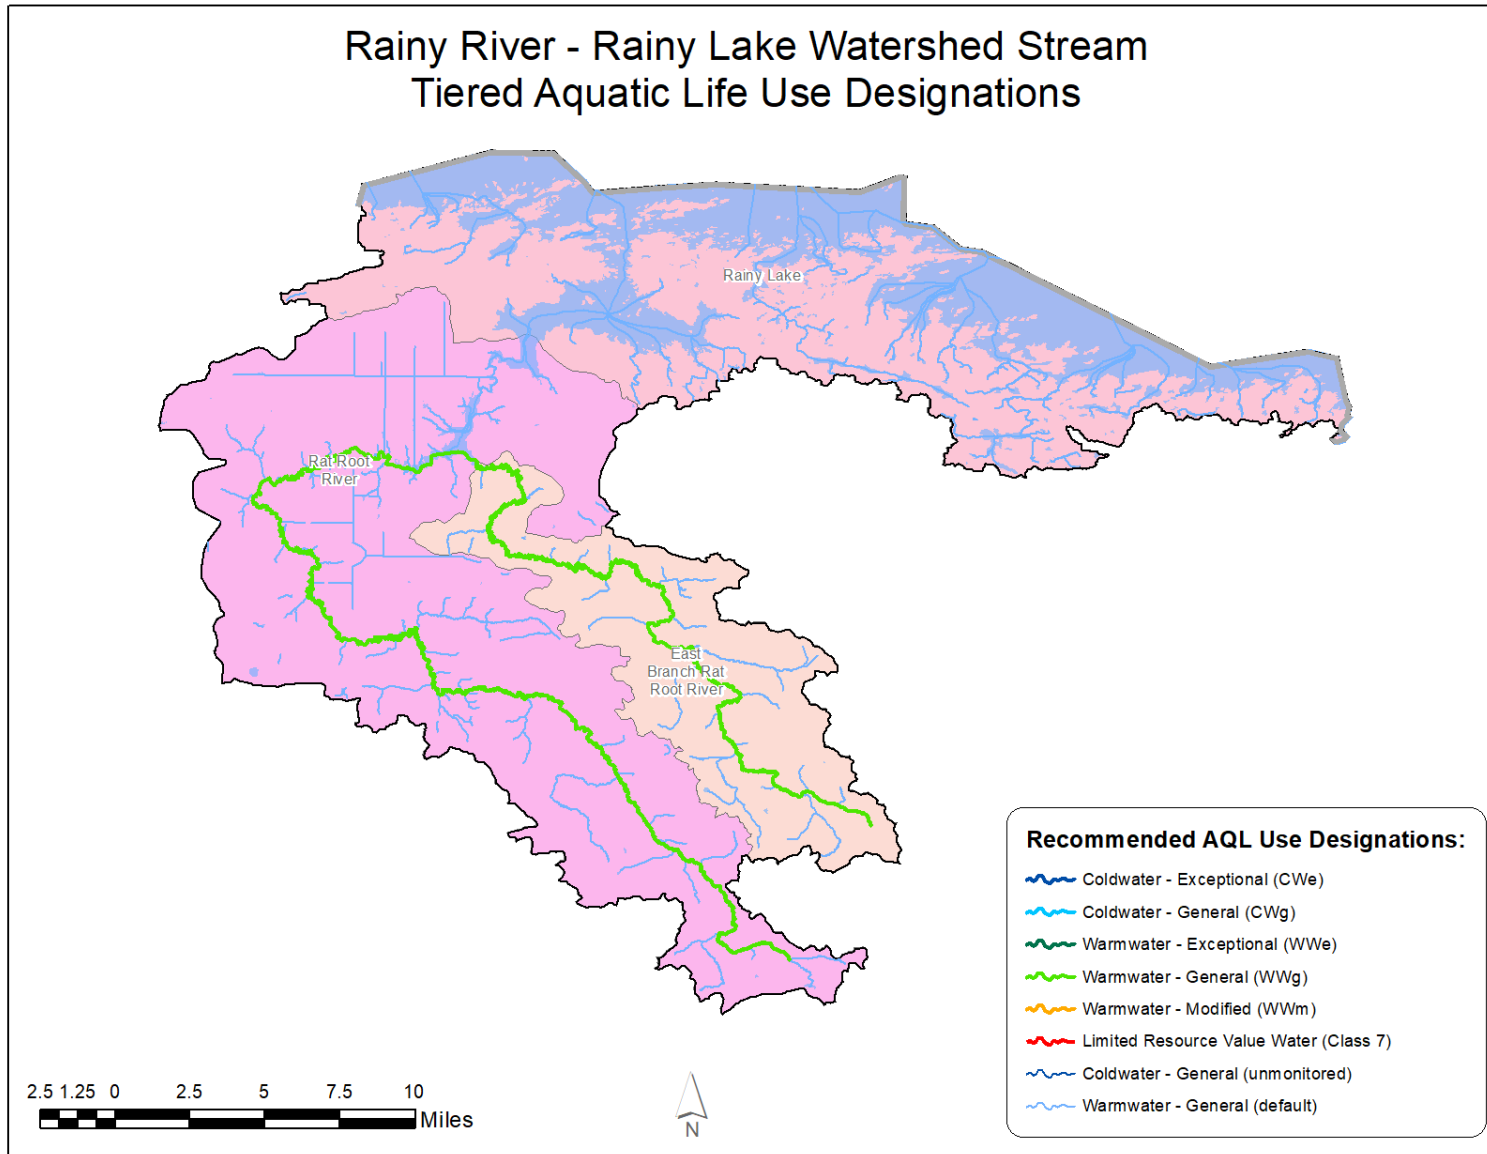 Rainy River - Rainy Lake Watershed Stream
Tiered Aquatic Life Use Designations
Rainy Lake
Rat Root
River
East
Branch Rat
Root River
Recommended AQL Use Designations:
Coldwater - Exceptional (CWe)
Coldwater - General (CWg)
Warmwater - Exceptional (WWe)
Warmwater - General (WWg)
Warmwater - Modified (WWm)
Limited Resource Value Water (Class 7)
Coldwater - General (unmonitored)
Warmwater - General (default)
2.5 1.25 0 2.5 5 7.5 10
Miles
N